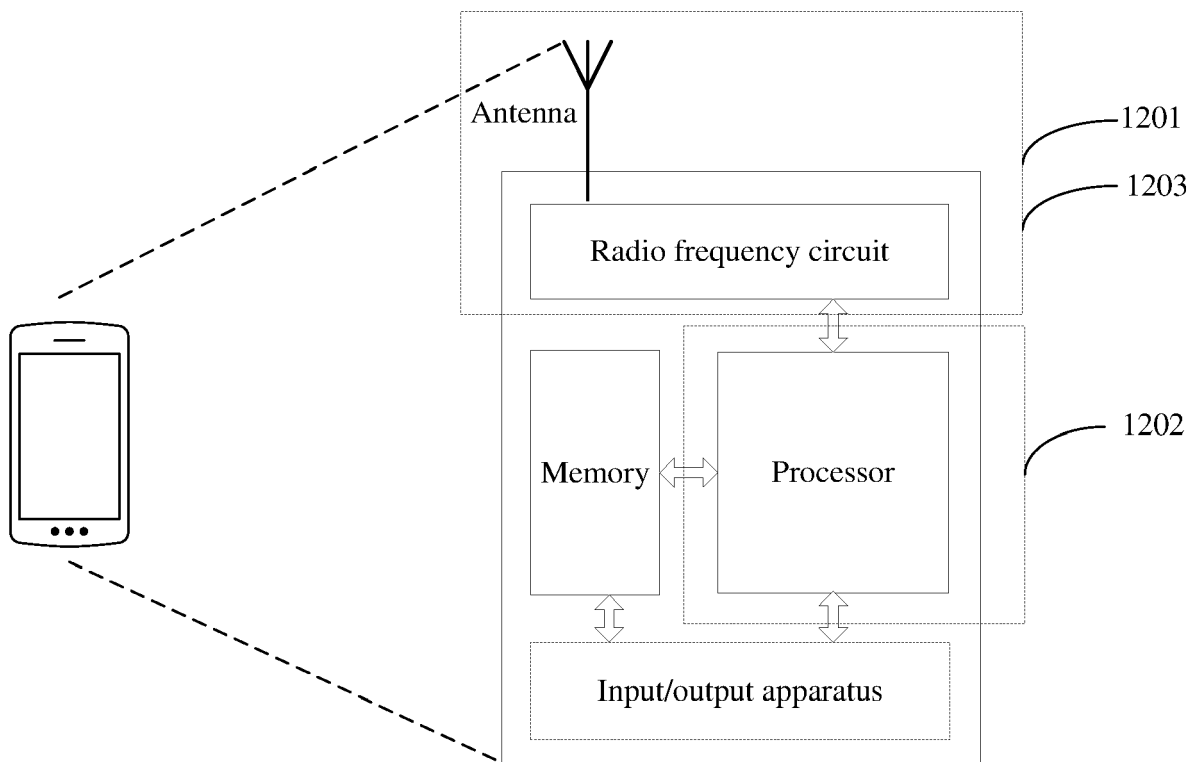 Antenna
1201
1203
Radio frequency circuit
1202
Memory
Processor
Input/output apparatus